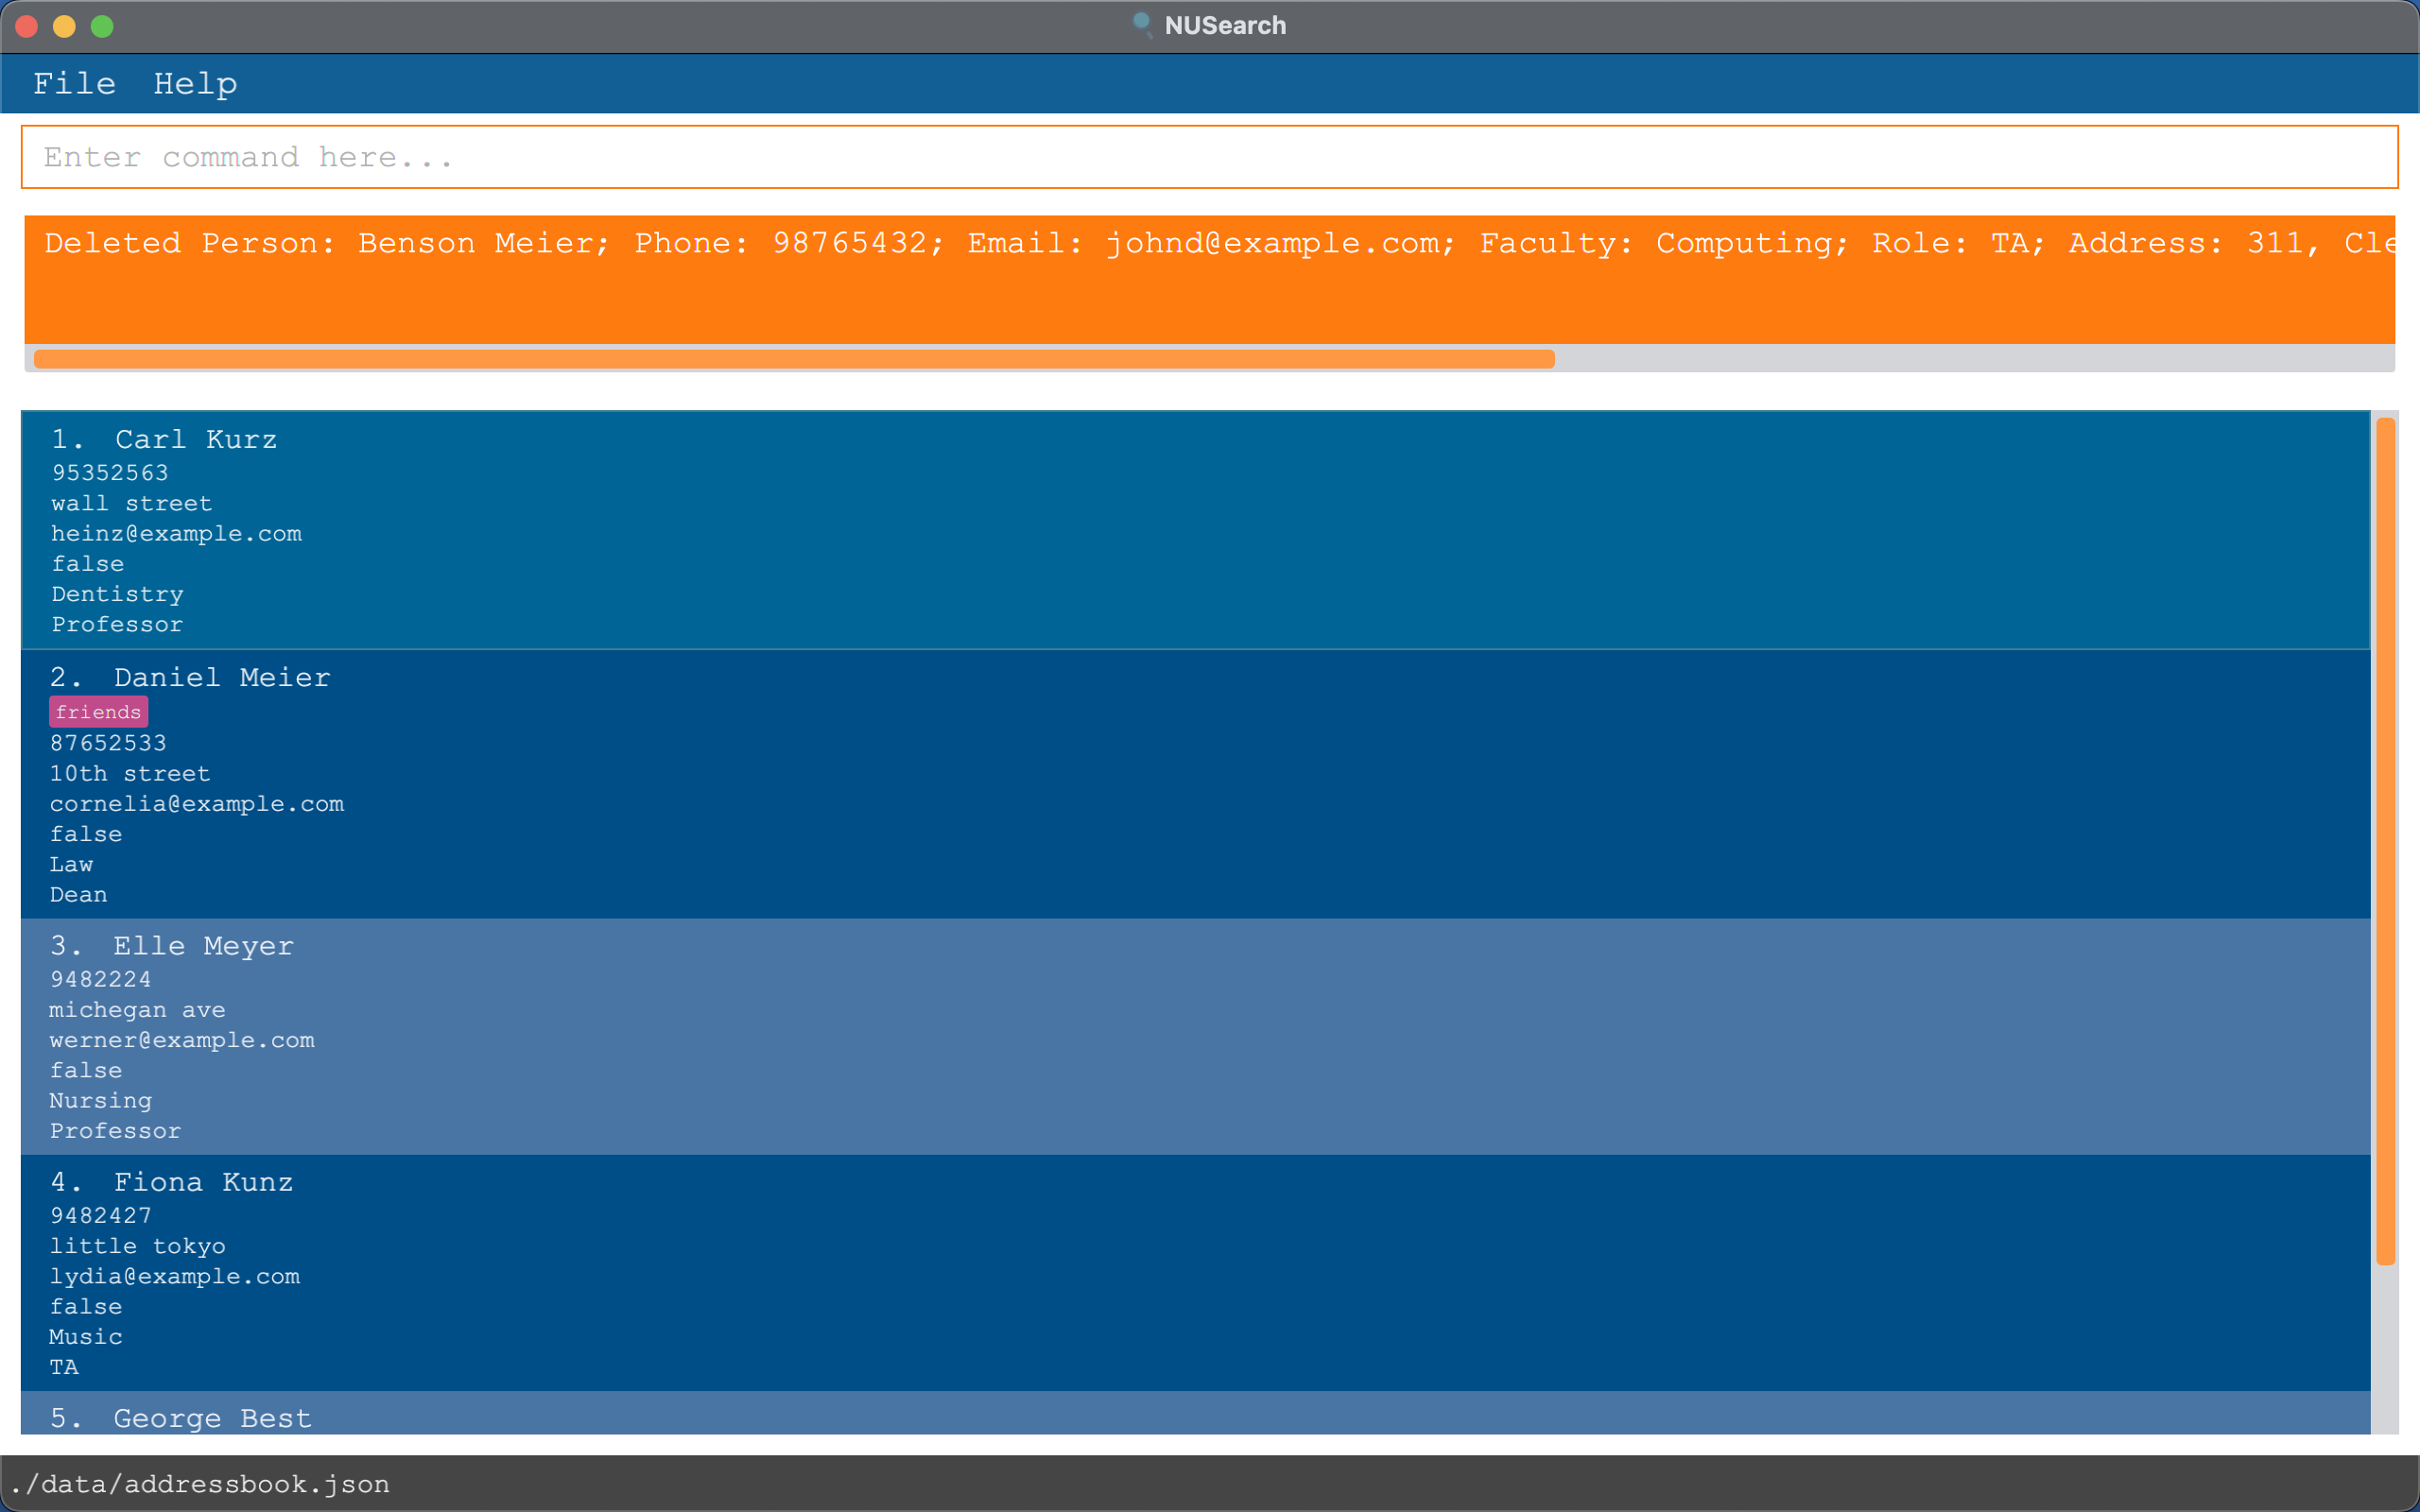 NUSearch
File Help
Enter command here...
Deleted Person: Benson Meier; Phone: 98765432; Email: johnd@example.com; Faculty: Computing; Role: TA; Address: 311, Cle
1. Carl Kurz
95352563
wall street
heinz@example.com
false
Dentistry
Professor
2. Daniel Meier
friends
87652533
10th street
cornelia@example.com
false
Law
Dean
3. Elle Meyer
9482224
michegan ave
werner@example.com
false
Nursing
Professor
4. Fiona Kunz
9482427
little tokyo
lydia@example.com
false
Music
TA
5. George Best
./data/addressbook.json